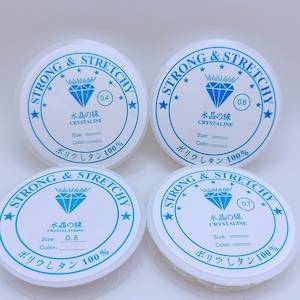 STRONG & STRETCHY
0.4
水晶の線
CRYSTALINE
Size:
Color:
ポリウしタン100%
STRONG & STRETCHY
0.6
水晶の線
CRYSTALINE
Size:
Color:
ポリウしタン100%
STRONG & STRETCHY
水晶の線
CRYSTAL STRING
Size: 0.5
Color:
ポリウしタン100%
STRONG & STRETCHY
0.7
水晶の線
CRYSTALINE
Size:
Color:
ポリウしタン100%